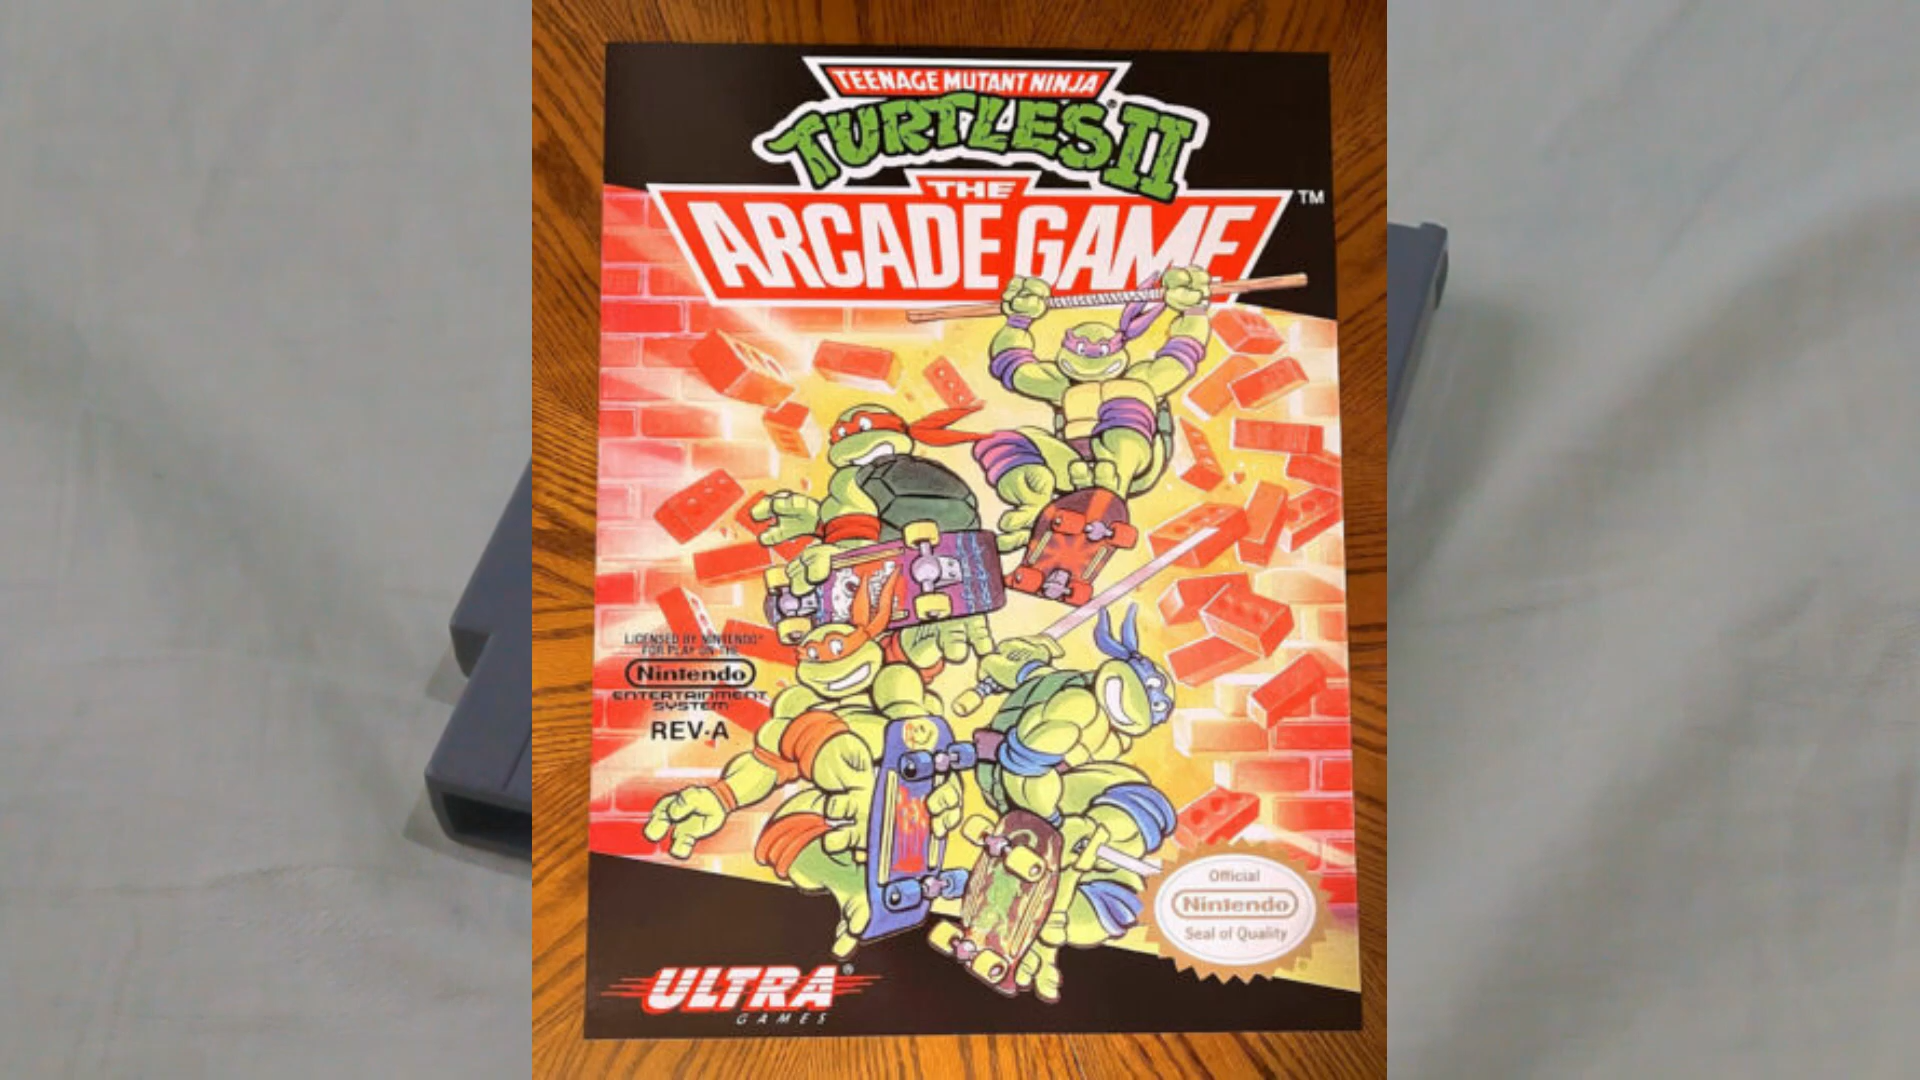 TEENAGE MUTANT NINJA
TURTLES II
THE
ARCADE GAME
TM
LICENSED BY NINTENDO®
FOR PLAY ON THE
Nintendo
ENTERTAINMENT
SYSTEM
REV-A
Official
Nintendo
Seal of Quality
ULTRA®
GAMES